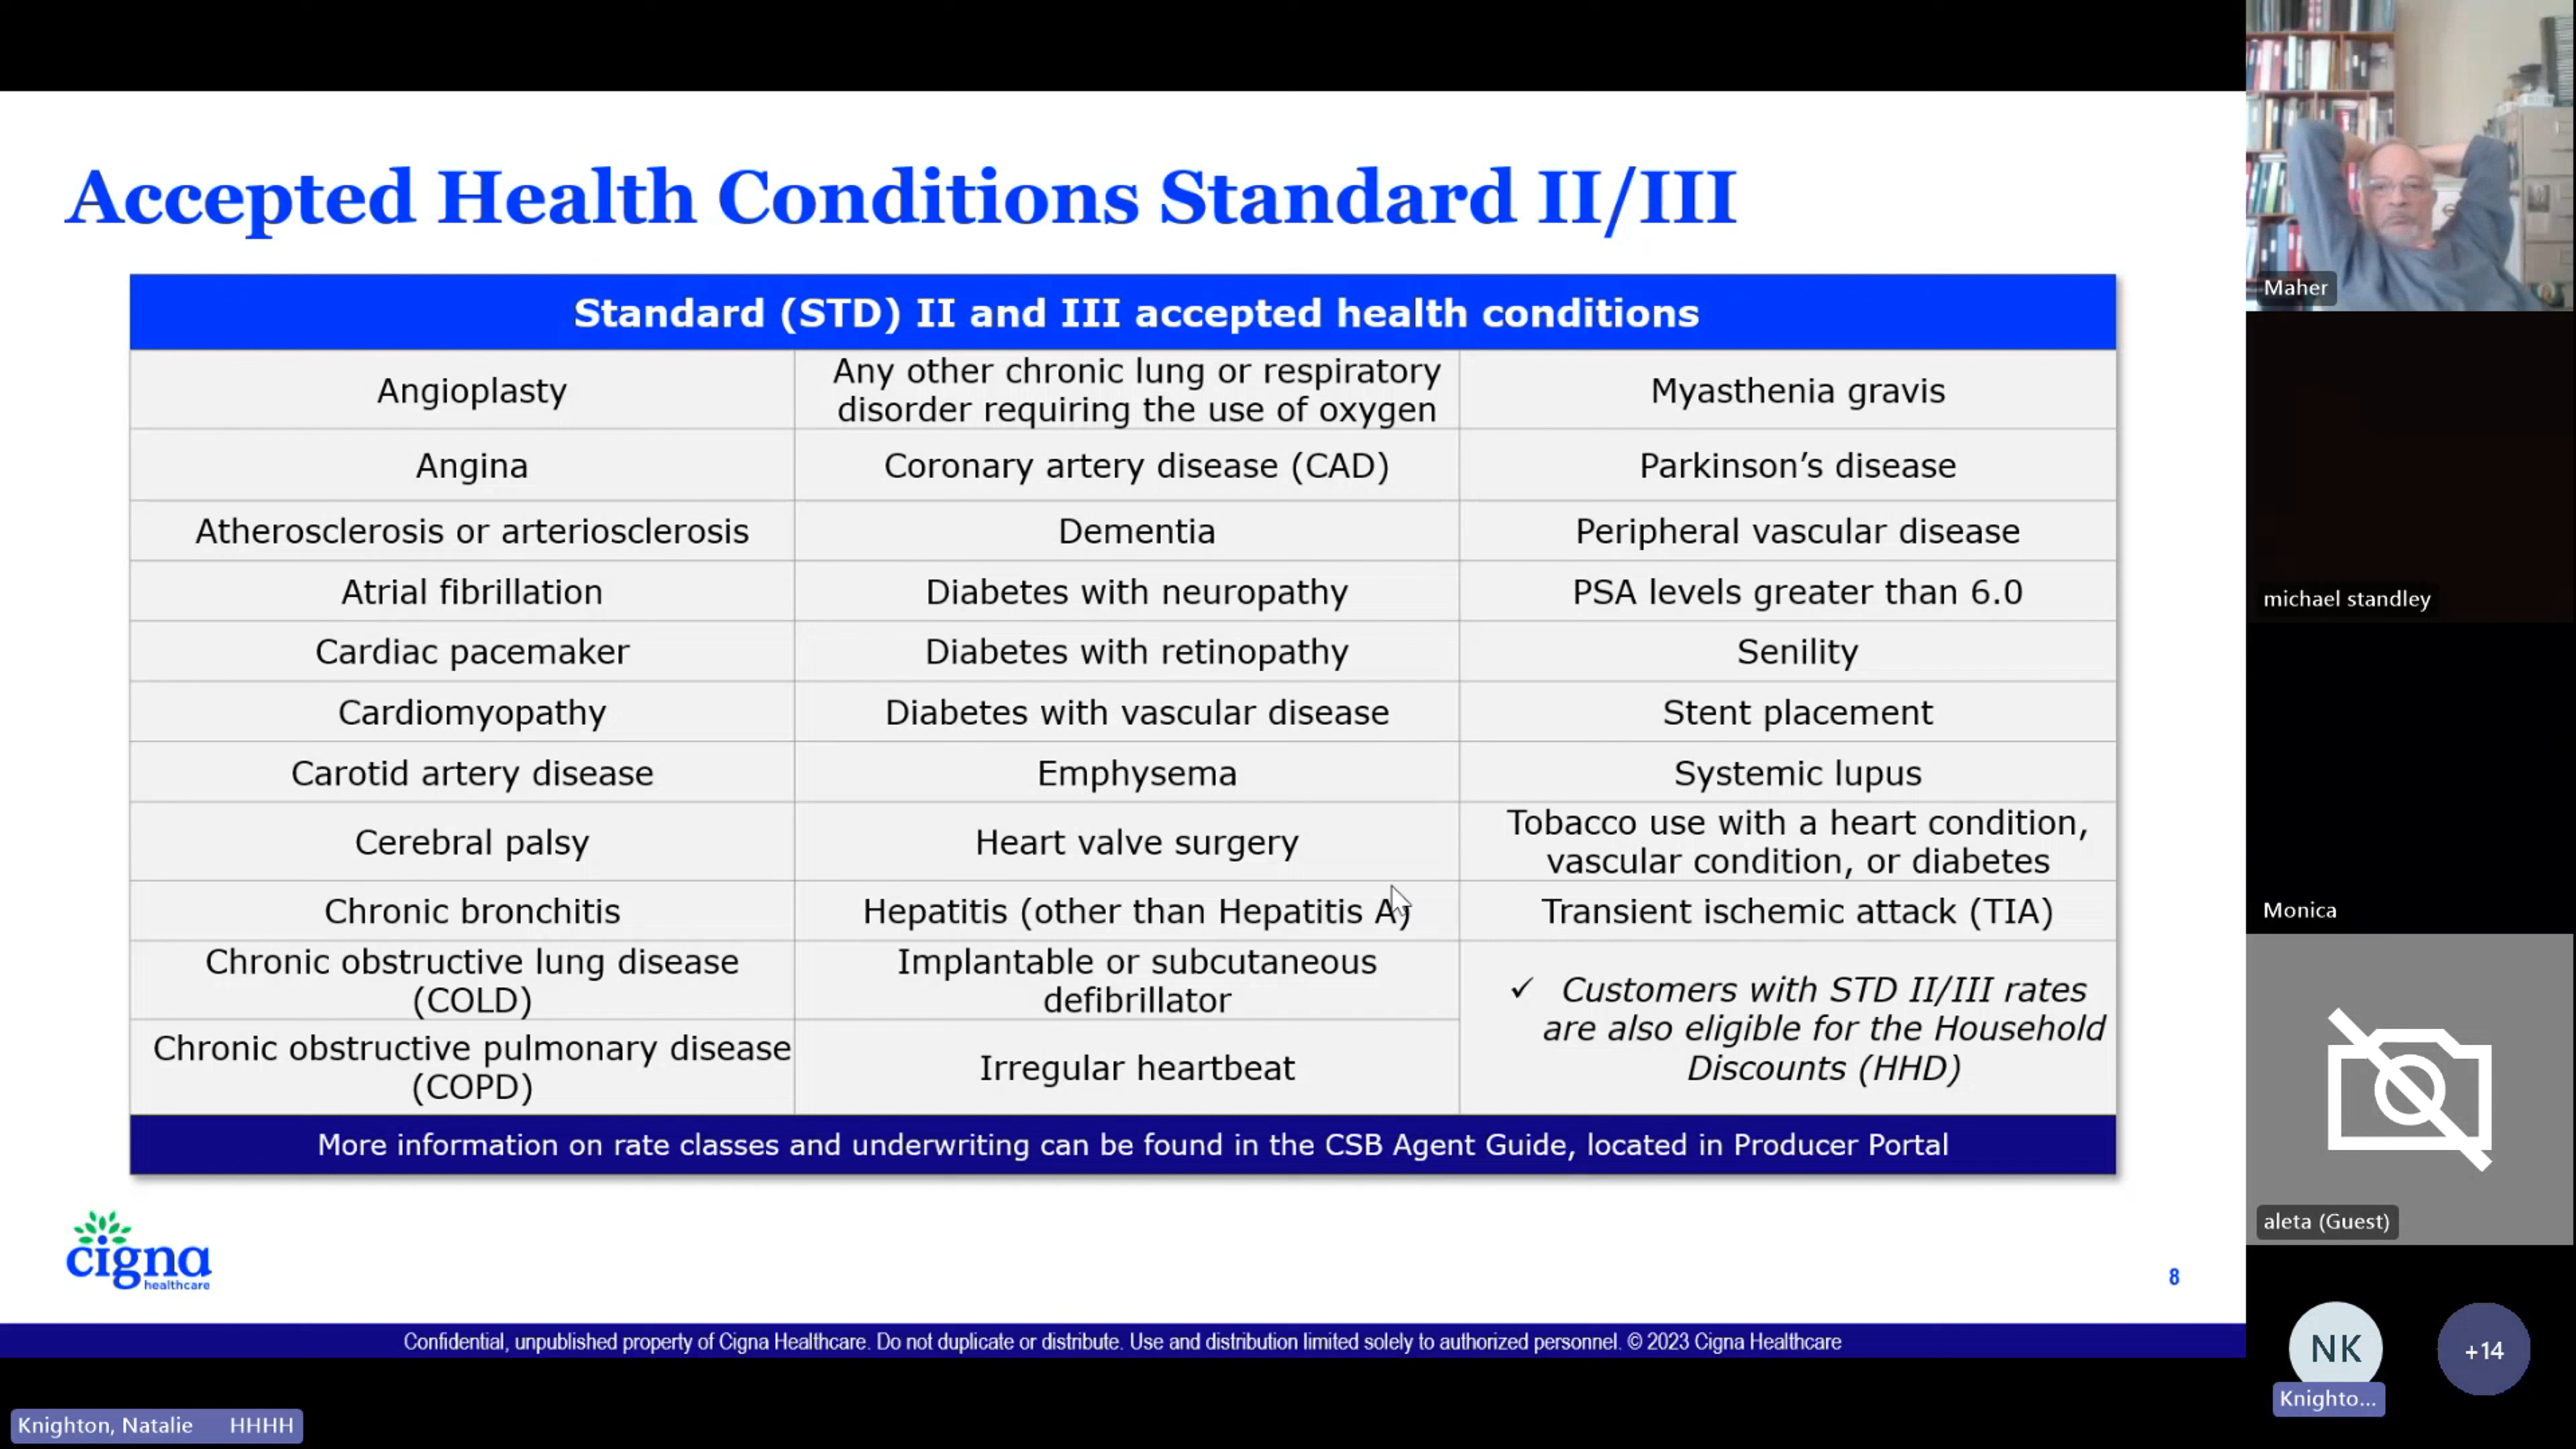 Accepted Health Conditions Standard II/III
Standard (STD) II and III accepted health conditions
Angioplasty
Any other chronic lung or respiratory
disorder requiring the use of oxygen
Myasthenia gravis
Angina
Coronary artery disease (CAD)
Parkinson’s disease
Atherosclerosis or arteriosclerosis
Dementia
Peripheral vascular disease
Atrial fibrillation
Diabetes with neuropathy
PSA levels greater than 6.0
Cardiac pacemaker
Diabetes with retinopathy
Senility
Cardiomyopathy
Diabetes with vascular disease
Stent placement
Carotid artery disease
Emphysema
Systemic lupus
Cerebral palsy
Heart valve surgery
Tobacco use with a heart condition,
vascular condition, or diabetes
Chronic bronchitis
Hepatitis (other than Hepatitis A)
Transient ischemic attack (TIA)
Chronic obstructive lung disease
(COLD)
Implantable or subcutaneous
defibrillator
✓ Customers with STD II/III rates
are also eligible for the Household
Discounts (HHD)
Chronic obstructive pulmonary disease
(COPD)
Irregular heartbeat
More information on rate classes and underwriting can be found in the CSB Agent Guide, located in Producer Portal
cigna
healthcare
8
Confidential, unpublished property of Cigna Healthcare. Do not duplicate or distribute. Use and distribution limited solely to authorized personnel. © 2023 Cigna Healthcare
Knighton, Natalie HHHH
Maher
michael standley
Monica
aleta (Guest)
NK
Knighto...
+14